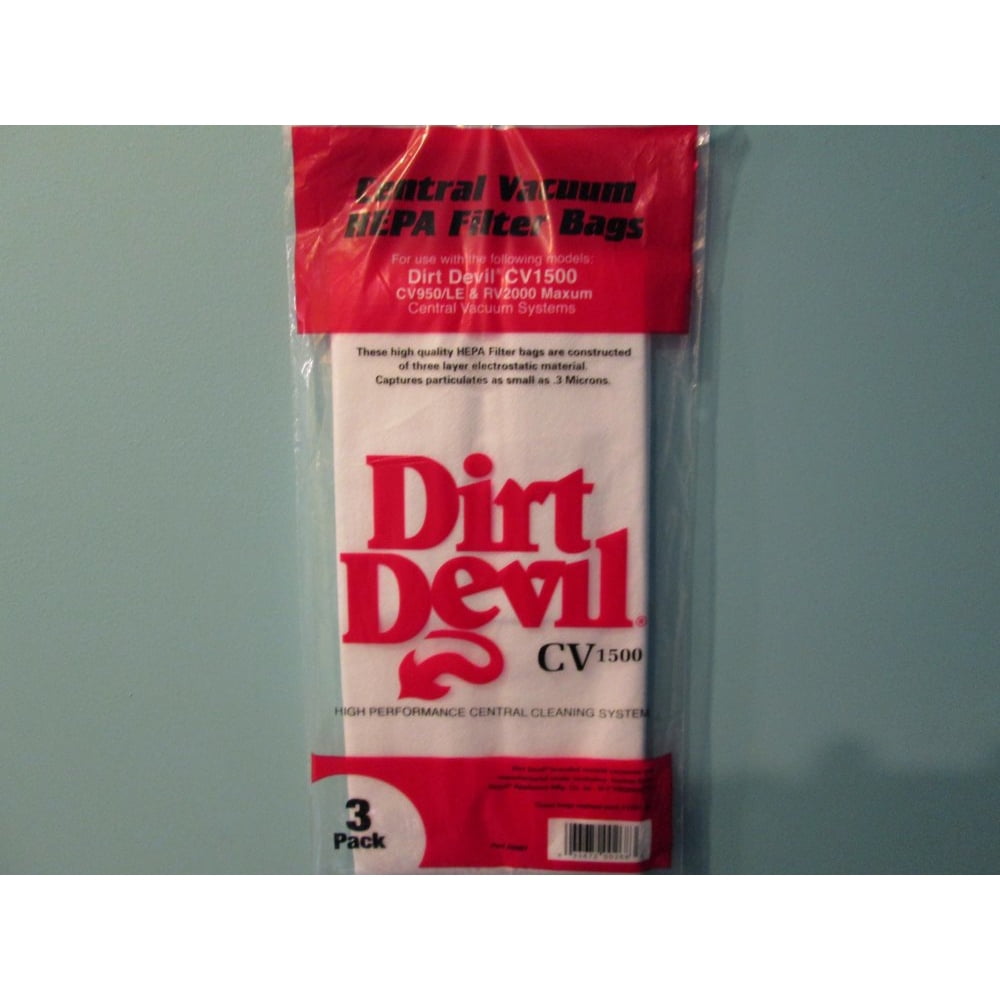 Central Vacuum
HEPA Filter Bags
For use with the following models:
Dirt Devil® CV1500
CV950/LE & RV2000 Maxum
Central Vacuum Systems
These high quality HEPA Filter bags are constructed
of three layer electrostatic material.
Captures particulates as small as .3 Microns.
Dirt
Devil®
CV1500
HIGH PERFORMANCE CENTRAL CLEANING SYSTEM
3
Pack